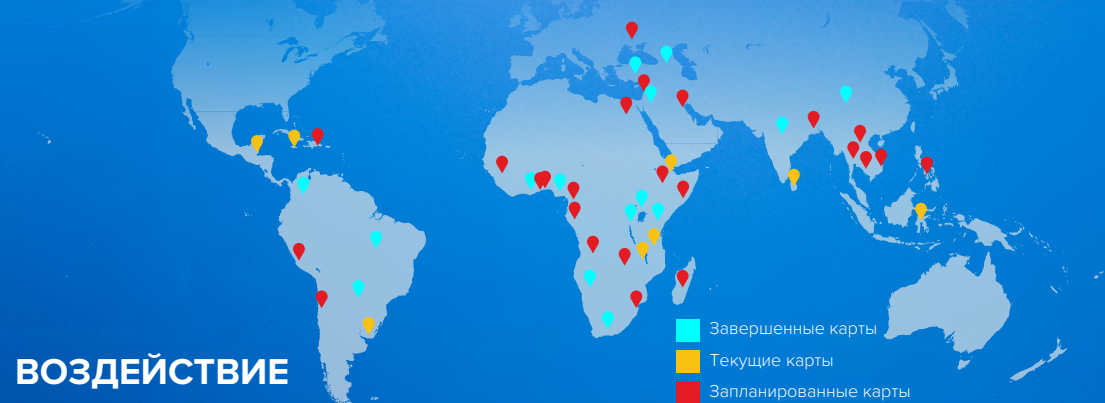 ВОЗДЕЙСТВИЕ
Завершенные карты
Текущие карты
Запланированные карты